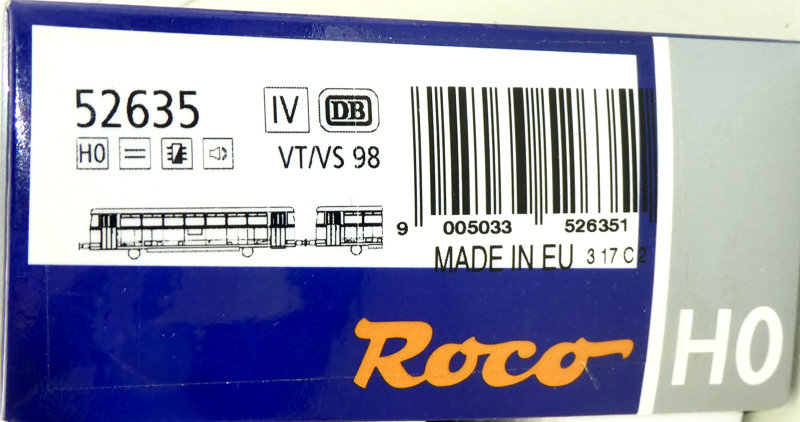 52635
IV DB
H0
VT/VS 98
9 005033 526351
MADE IN EU 3 17 C 2
Roco
H0